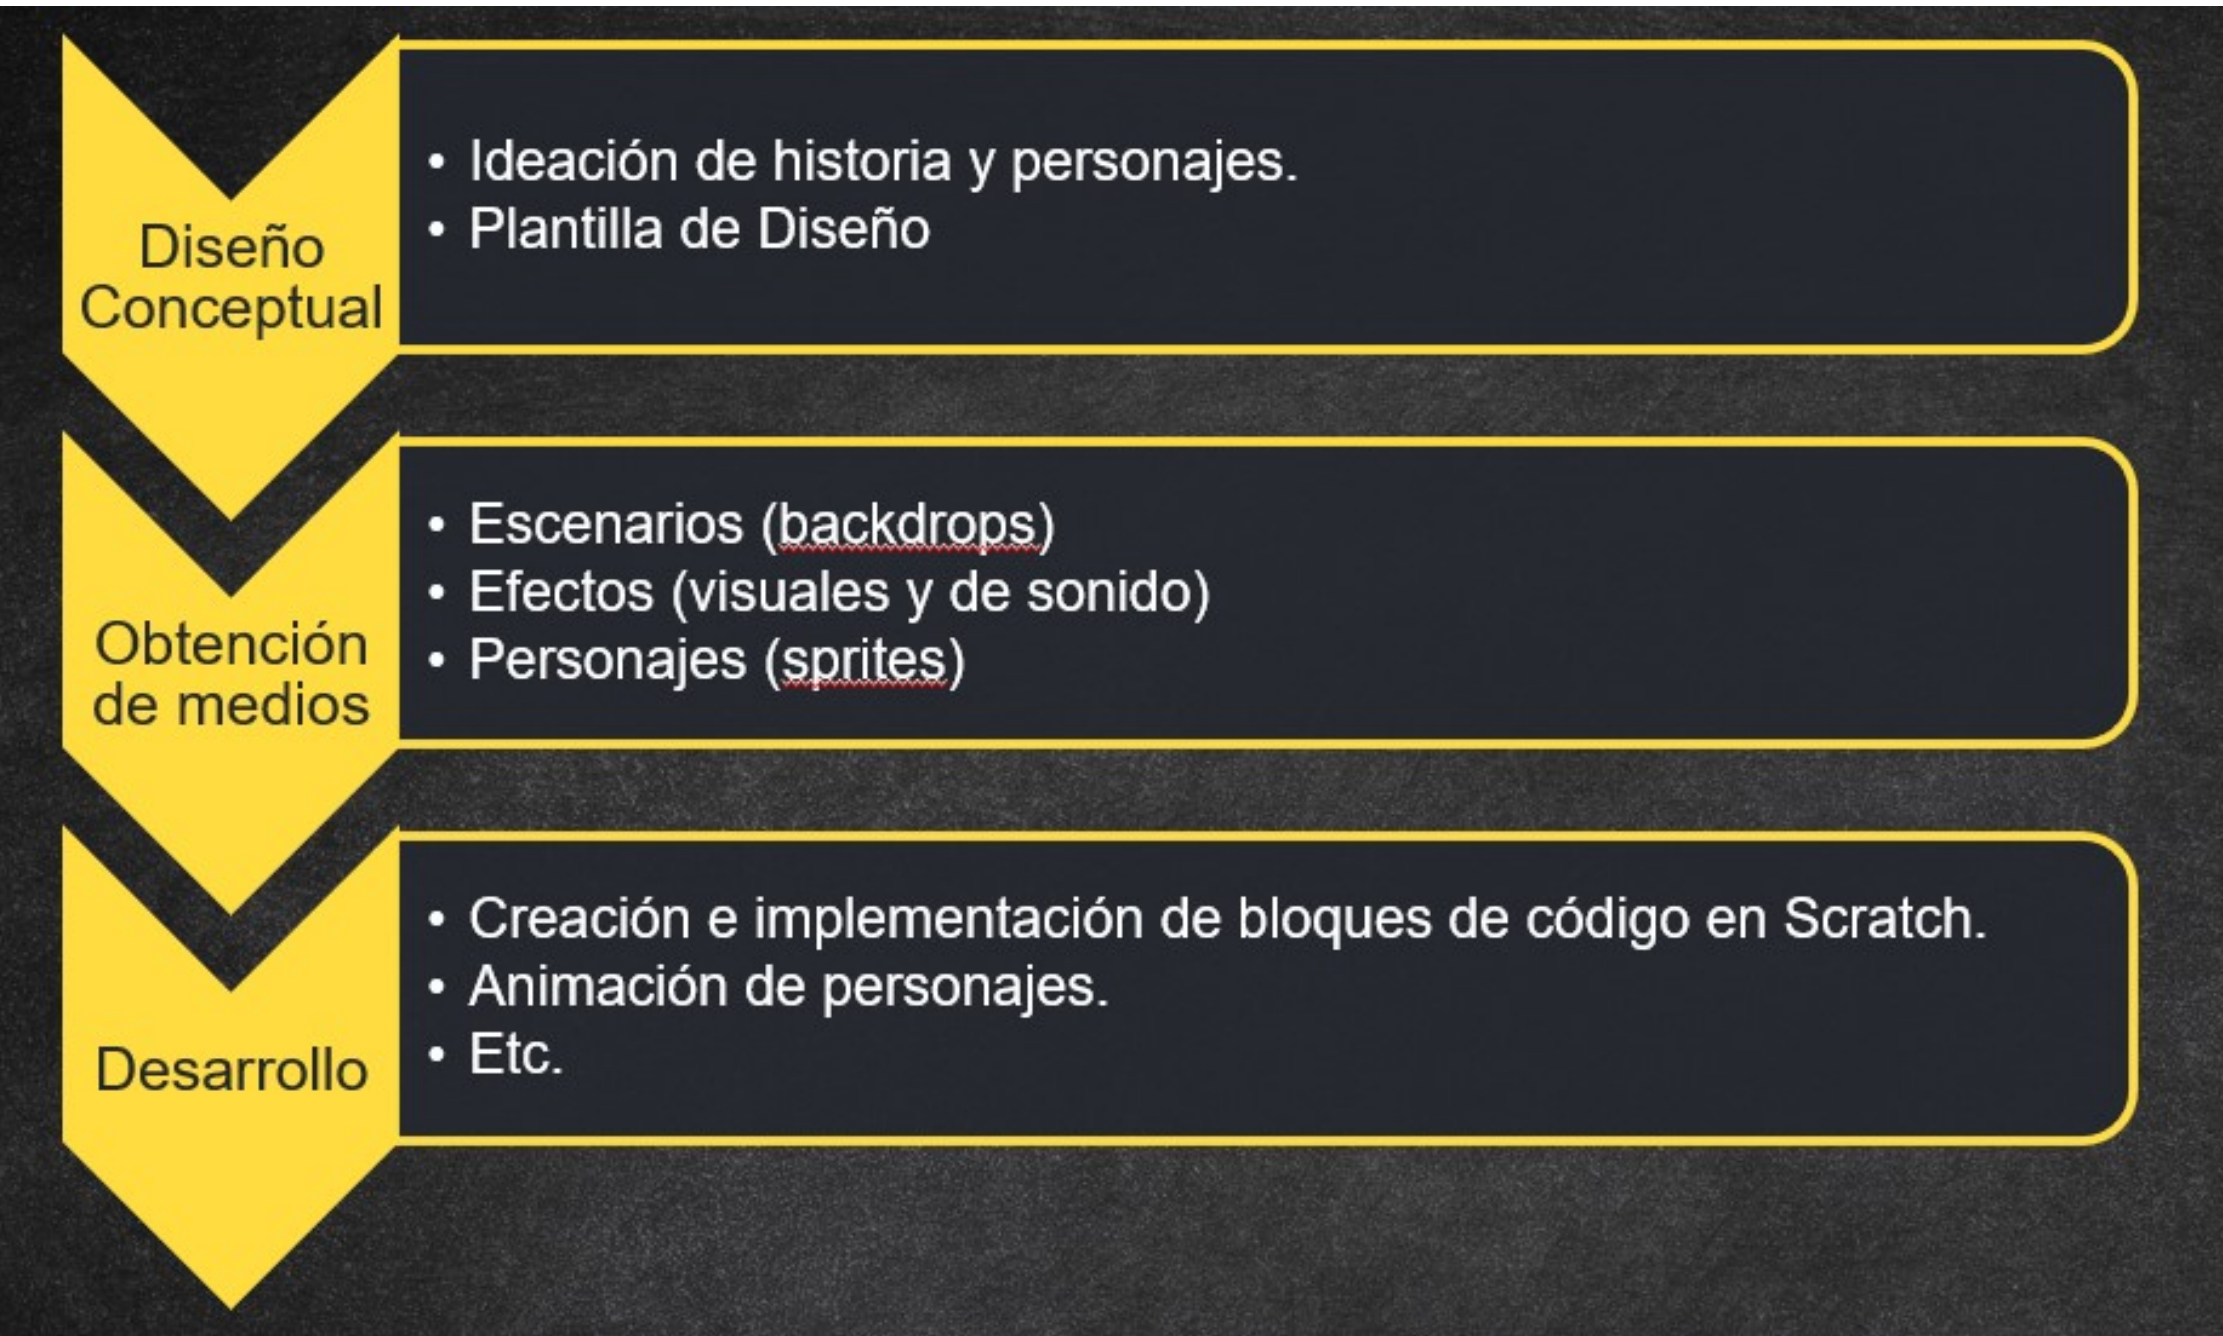 Diseño
Conceptual
• Ideación de historia y personajes.
• Plantilla de Diseño
Obtención
de medios
• Escenarios (backdrops)
• Efectos (visuales y de sonido)
• Personajes (sprites)
Desarrollo
• Creación e implementación de bloques de código en Scratch.
• Animación de personajes.
• Etc.